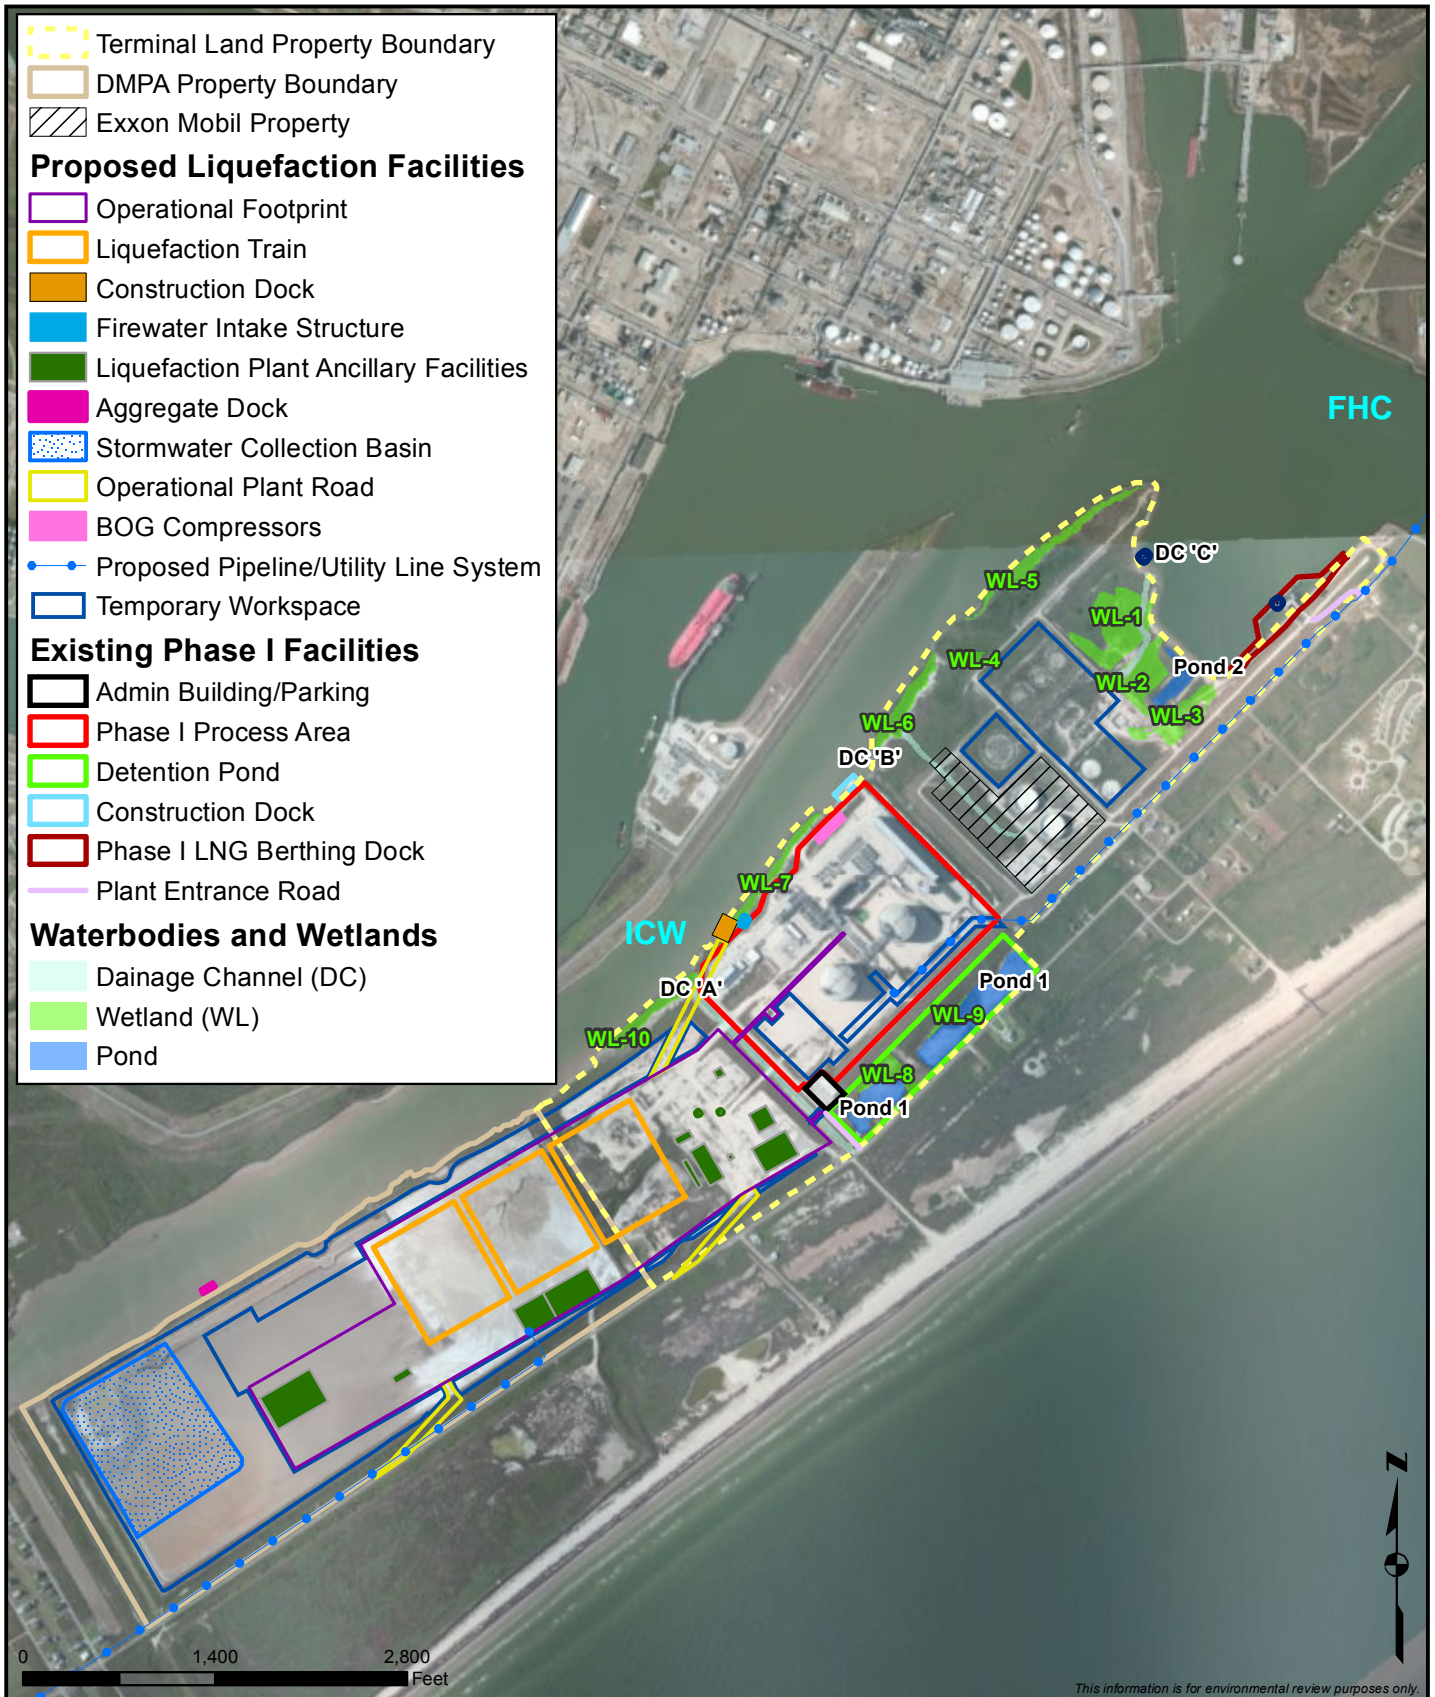 Terminal Land Property Boundary
DMPA Property Boundary
Exxon Mobil Property
Proposed Liquefaction Facilities
Operational Footprint
Liquefaction Train
Construction Dock
Firewater Intake Structure
Liquefaction Plant Ancillary Facilities
Aggregate Dock
Stormwater Collection Basin
Operational Plant Road
BOG Compressors
Proposed Pipeline/Utility Line System
Temporary Workspace
Existing Phase I Facilities
Admin Building/Parking
Phase I Process Area
Detention Pond
Construction Dock
Phase I LNG Berthing Dock
Plant Entrance Road
Waterbodies and Wetlands
Dainage Channel (DC)
Wetland (WL)
Pond
FHC
DC 'C'
WL-5
WL-1
WL-4
Pond 2
WL-2
WL-3
WL-6
DC 'B'
WL-7
ICW
DC 'A'
Pond 1
WL-9
WL-10
WL-8
Pond 1
N
0
1,400
2,800
Feet
This information is for environmental review purposes only.